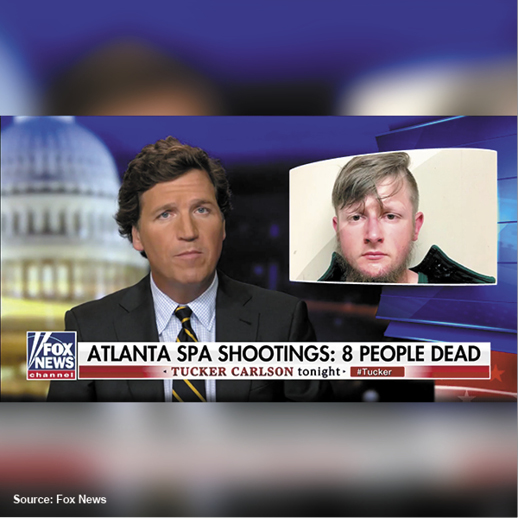 FOX
NEWS
channel
ATLANTA SPA SHOOTINGS: 8 PEOPLE DEAD
· TUCKER CARLSON tonight ·
#Tucker
Source: Fox News